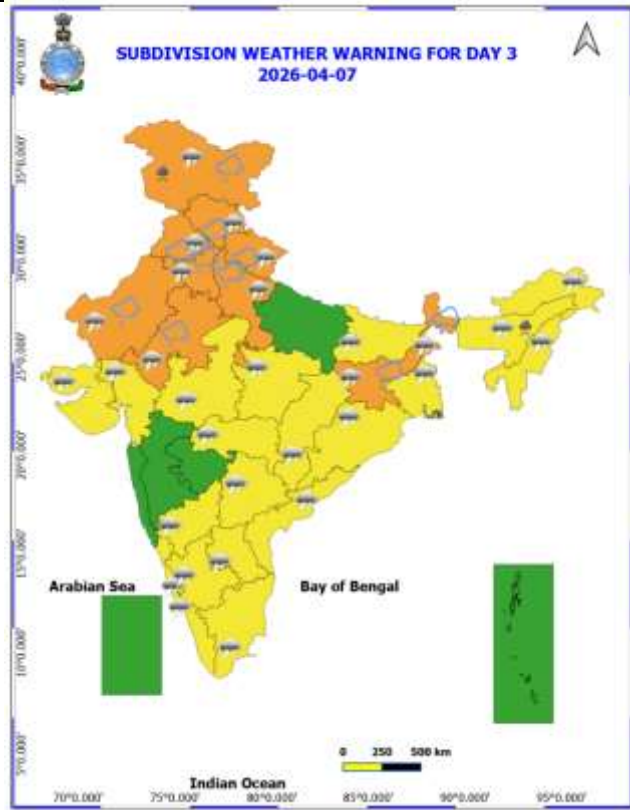 SUBDIVISION WEATHER WARNING FOR DAY 3
2026-04-07
40°0.000'
35°0.000'
30°0.000'
25°0.000'
20°0.000'
15°0.000'
10°0.000'
5°0.000'
Arabian Sea
Bay of Bengal
0 250 500 km
Indian Ocean
70°0.000' 75°0.000' 80°0.000' 85°0.000' 90°0.000' 95°0.000'